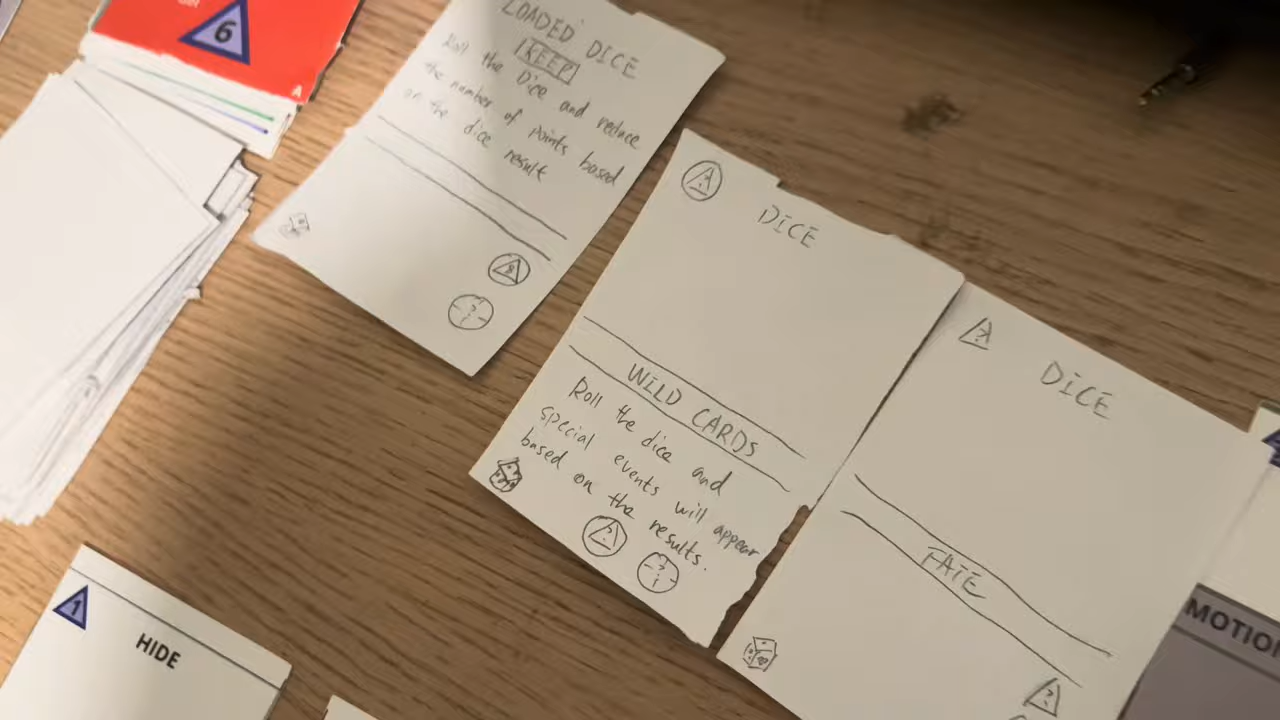 6
A
LOADED DICE
KEEP
Roll the Dice and reduce
the number of points based
on the dice result
?
DICE
WILD CARDS
Roll the dice and
special events will appear
based on the results.
?
?
?
DICE
FATE
?
1
HIDE
MOTION